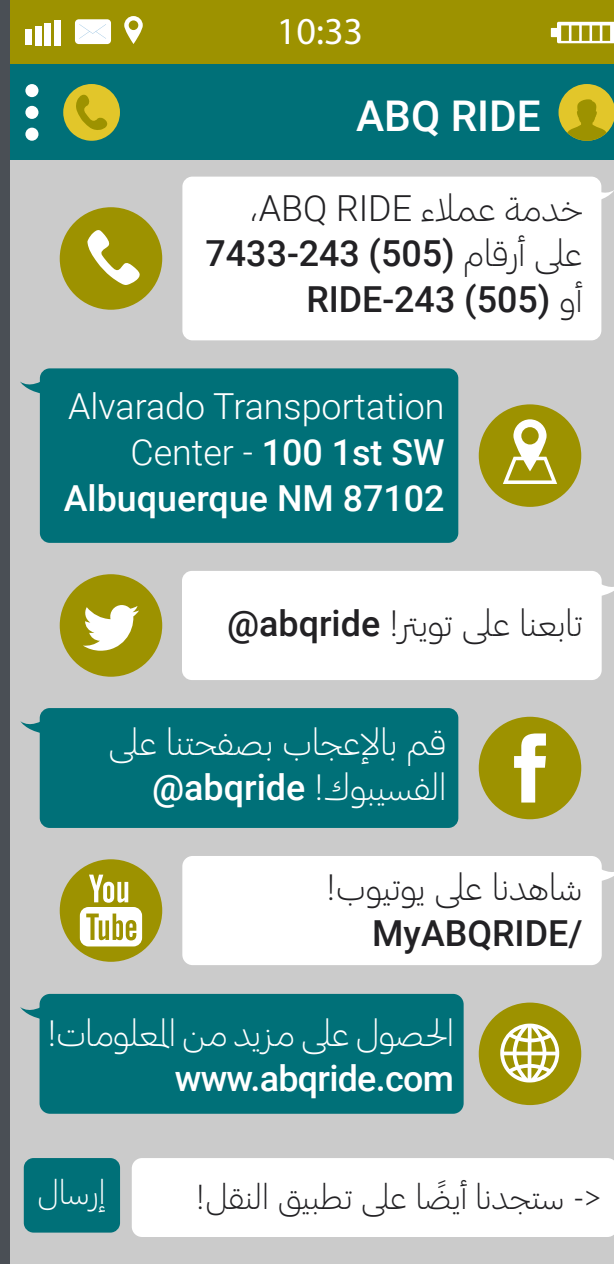 10:33
ABQ RIDE
خدمة عملاء ABQ RIDE،
على أرقام 7433-243 (505)
أو RIDE-243 (505)
Alvarado Transportation
Center - 100 1st SW
Albuquerque NM 87102
تابعنا على تويتر! @abqride
قم بالإعجاب بصفحتنا على
الفسيبوك! @abqride
You
Tube
شاهدنا على يوتيوب!
MyABQRIDE/
الحصول على مزيد من المعلومات!
www.abqride.com
<- ستجدنا أيضًا على تطبيق النقل!
إرسال